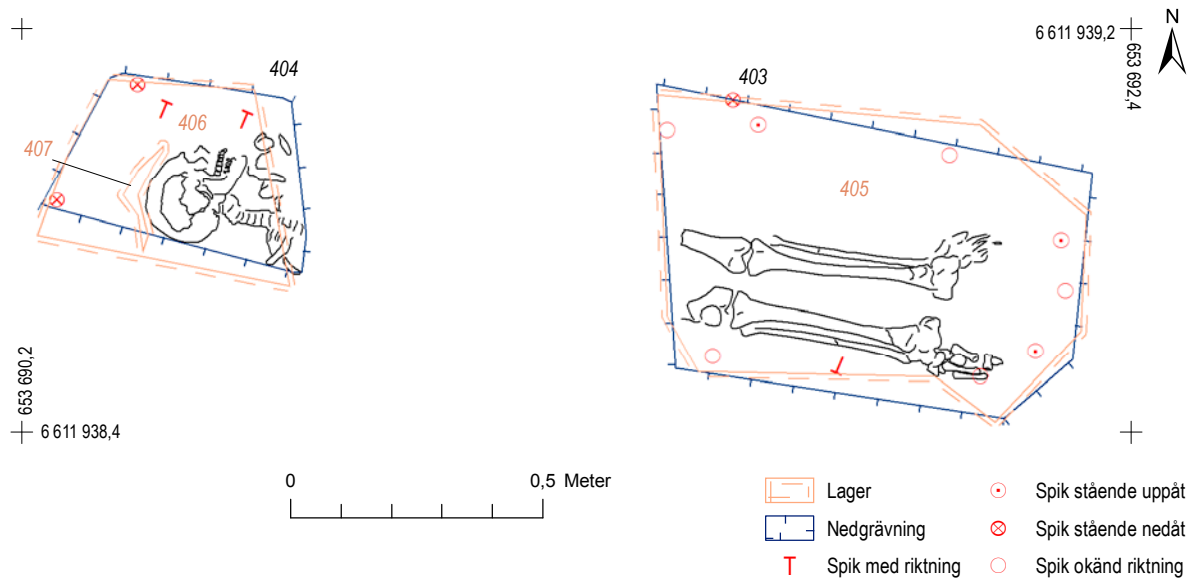 N
6 611 939,2
653 692,4
404
403
406
407
405
653 690,2
6 611 938,4
0
0,5 Meter
Lager
Spik stående uppåt
Nedgrävning
Spik stående nedåt
Spik med riktning
Spik okänd riktning